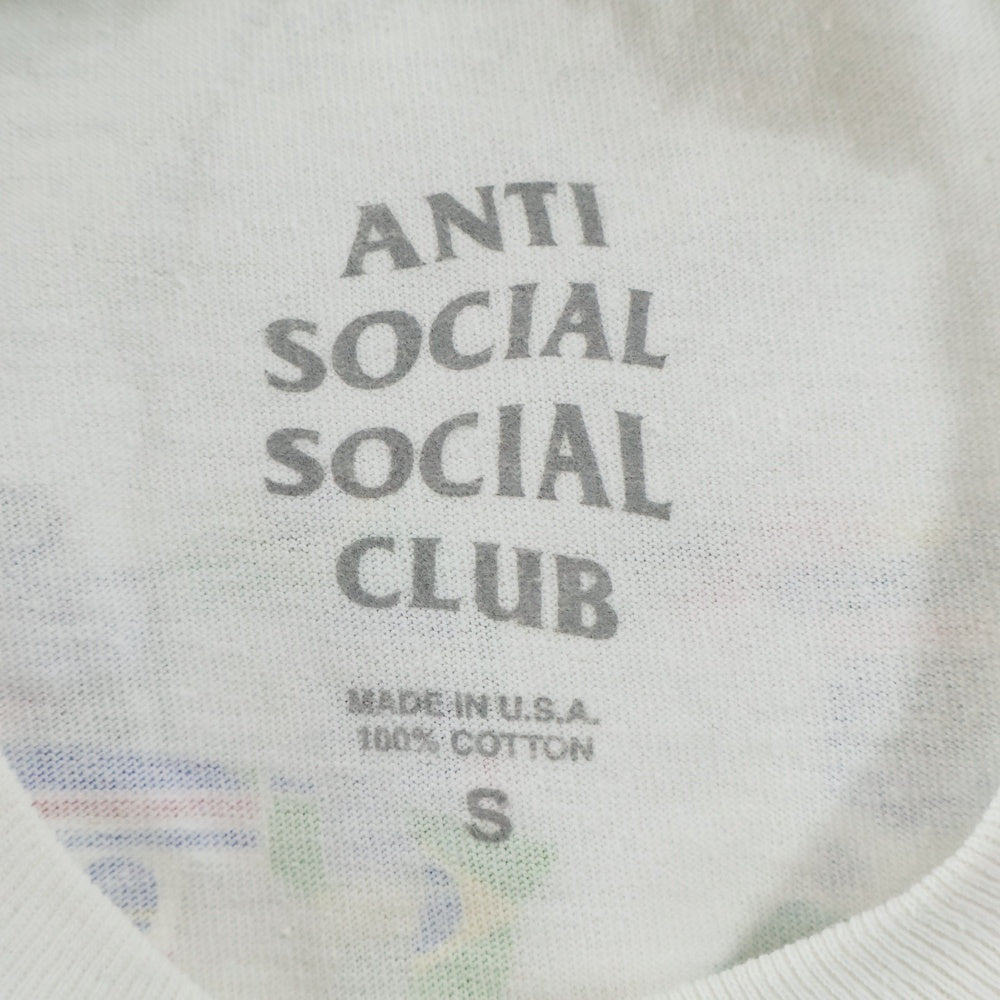 ANTI
SOCIAL
SOCIAL
CLUB
MADE IN U.S.A.
100% COTTON
S